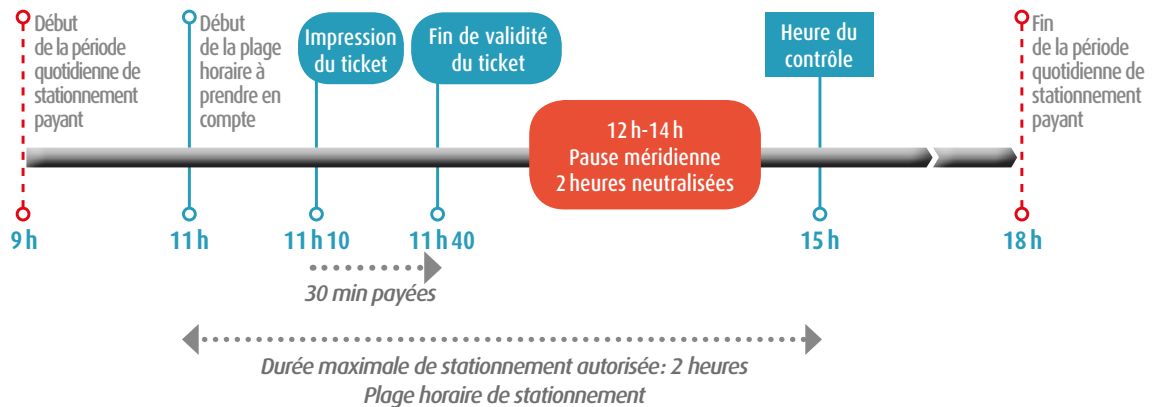 Début
de la période
quotidienne de
stationnement
payant
Début
de la plage
horaire à
prendre en
compte
Impression
du ticket
Fin de validité
du ticket
Heure du
contrôle
Fin
de la période
quotidienne de
stationnement
payant
12 h-14 h
Pause méridienne
2 heures neutralisées
9 h
11 h
11 h 10
11 h 40
15 h
18 h
30 min payées
Durée maximale de stationnement autorisée: 2 heures
Plage horaire de stationnement